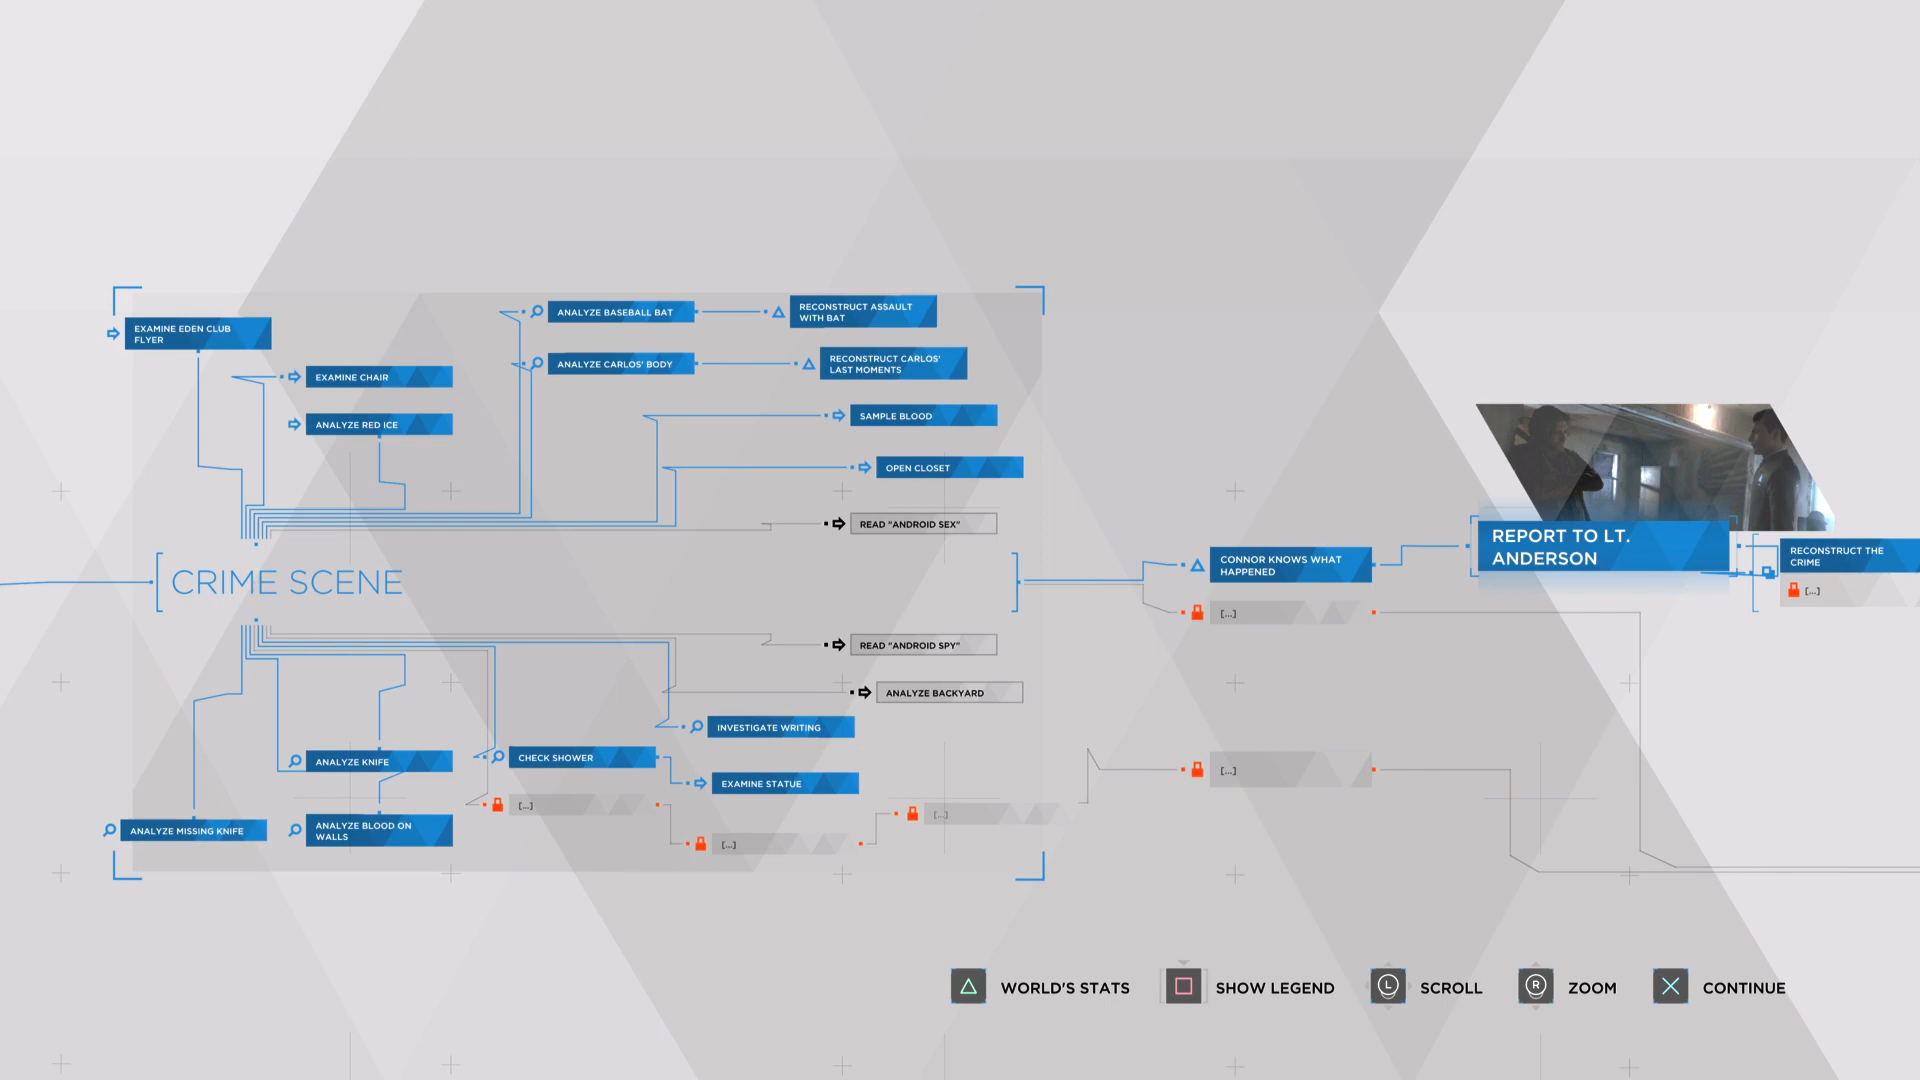 EXAMINE EDEN CLUB
FLYER
EXAMINE CHAIR
ANALYZE RED ICE
ANALYZE BASEBALL BAT
RECONSTRUCT ASSAULT
WITH BAT
ANALYZE CARLOS' BODY
RECONSTRUCT CARLOS'
LAST MOMENTS
SAMPLE BLOOD
OPEN CLOSET
READ "ANDROID SEX"
CRIME SCENE
READ "ANDROID SPY"
ANALYZE BACKYARD
INVESTIGATE WRITING
ANALYZE KNIFE
CHECK SHOWER
EXAMINE STATUE
[...]
[...]
[...]
ANALYZE MISSING KNIFE
ANALYZE BLOOD ON
WALLS
CONNOR KNOWS WHAT
HAPPENED
[...]
[...]
REPORT TO LT.
ANDERSON
RECONSTRUCT THE
CRIME
[...]
WORLD'S STATS
SHOW LEGEND
L
SCROLL
R
ZOOM
CONTINUE